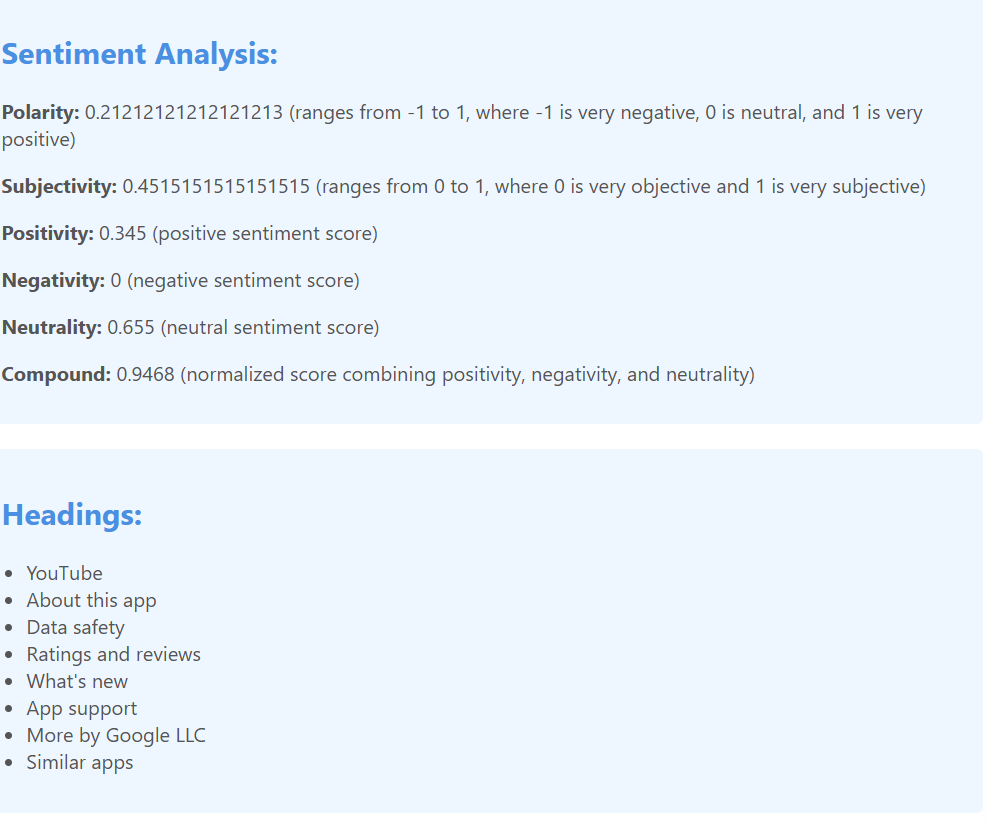 Sentiment Analysis:
Polarity: 0.21212121212121213 (ranges from -1 to 1, where -1 is very negative, 0 is neutral, and 1 is very
positive)
Subjectivity: 0.4515151515151515 (ranges from 0 to 1, where 0 is very objective and 1 is very subjective)
Positivity: 0.345 (positive sentiment score)
Negativity: 0 (negative sentiment score)
Neutrality: 0.655 (neutral sentiment score)
Compound: 0.9468 (normalized score combining positivity, negativity, and neutrality)
Headings:
• YouTube
• About this app
• Data safety
• Ratings and reviews
• What's new
• App support
• More by Google LLC
• Similar apps